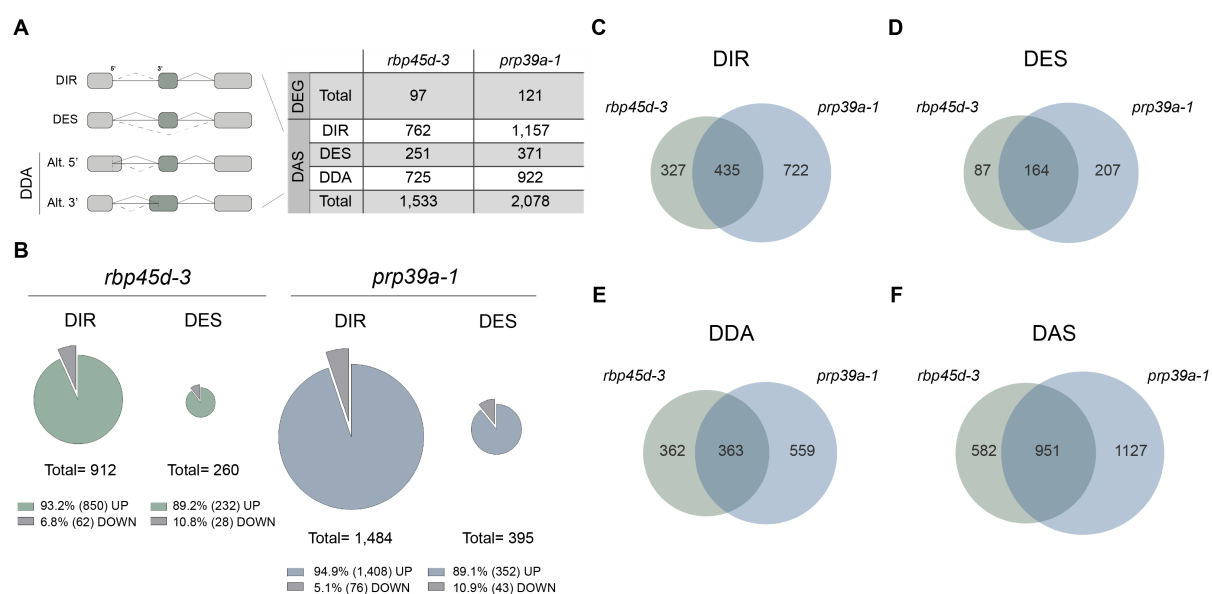 A
5' 3'
DIR
DES
DDA
Alt. 5'
Alt. 3'
rbp45d-3 prp39a-1
DEG Total 97 121
DAS
DIR 762 1,157
DES 251 371
DDA 725 922
Total 1,533 2,078
B
rbp45d-3
DIR DES
Total= 912 Total= 260
93.2% (850) UP 89.2% (232) UP
6.8% (62) DOWN 10.8% (28) DOWN
prp39a-1
DIR DES
Total= 1,484 Total= 395
94.9% (1,408) UP 89.1% (352) UP
5.1% (76) DOWN 10.9% (43) DOWN
C
DIR
rbp45d-3 prp39a-1
327 435 722
D
DES
rbp45d-3 prp39a-1
87 164 207
E
DDA
rbp45d-3 prp39a-1
362 363 559
F
DAS
rbp45d-3 prp39a-1
582 951 1127